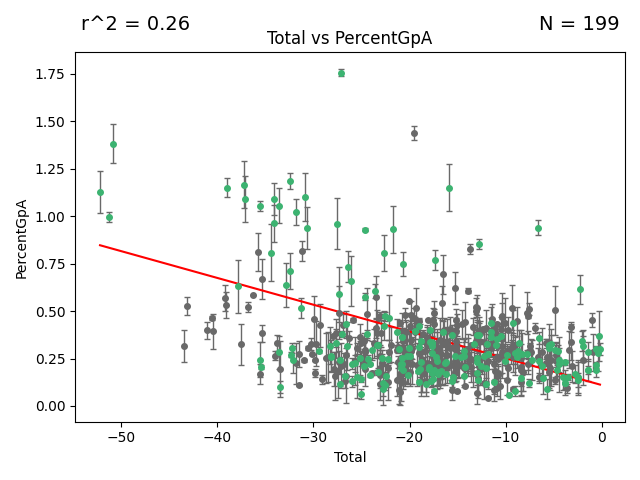 r^2 = 0.26 N = 199
Total vs PercentGpA
1.75
1.50
1.25
1.00
0.75
0.50
0.25
0.00
PercentGpA
−50 −40 −30 −20 −10 0
Total